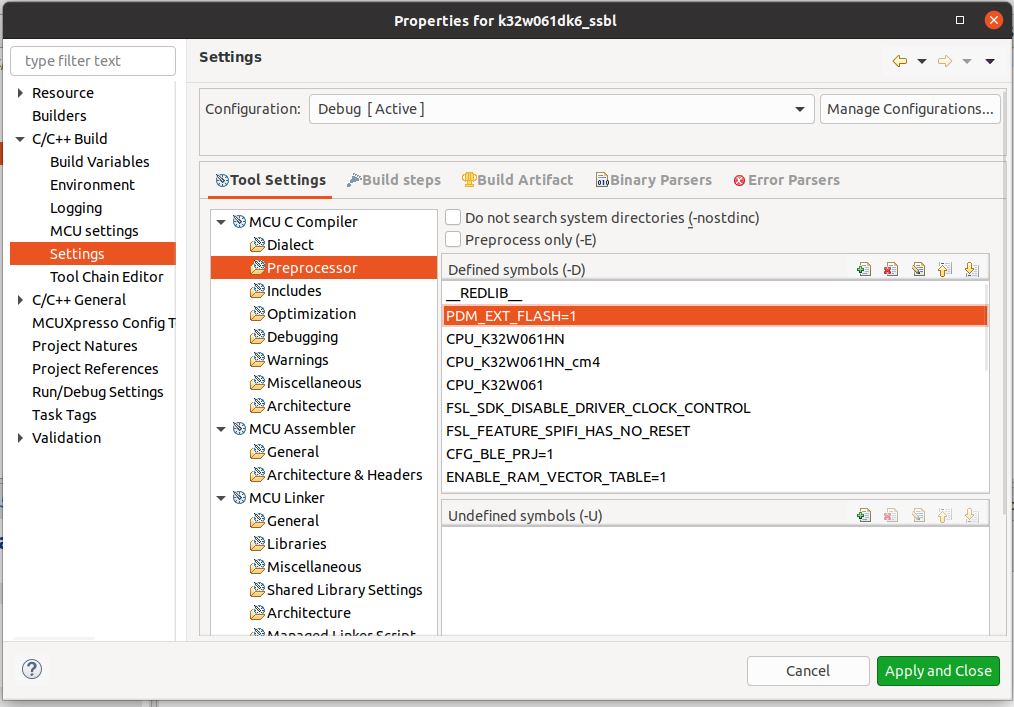 Properties for k32w061dk6_ssbl
type filter text
Resource
Builders
C/C++ Build
Build Variables
Environment
Logging
MCU settings
Settings
Tool Chain Editor
C/C++ General
MCUXpresso Config T
Project Natures
Project References
Run/Debug Settings
Task Tags
Validation
Settings
Configuration: Debug [ Active ] Manage Configurations...
Tool Settings Build steps Build Artifact Binary Parsers Error Parsers
MCU C Compiler
Dialect
Preprocessor
Includes
Optimization
Debugging
Warnings
Miscellaneous
Architecture
MCU Assembler
General
Architecture & Headers
MCU Linker
General
Libraries
Miscellaneous
Shared Library Settings
Architecture
Managed Linker Script
Do not search system directories (-nostdinc)
Preprocess only (-E)
Defined symbols (-D)
__REDLIB__
PDM_EXT_FLASH=1
CPU_K32W061HN
CPU_K32W061HN_cm4
CPU_K32W061
FSL_SDK_DISABLE_DRIVER_CLOCK_CONTROL
FSL_FEATURE_SPIFI_HAS_NO_RESET
CFG_BLE_PRJ=1
ENABLE_RAM_VECTOR_TABLE=1
Undefined symbols (-U)
Cancel
Apply and Close